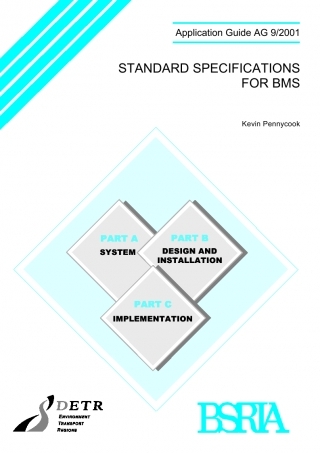 Application Guide AG 9/2001
STANDARD SPECIFICATIONS
FOR BMS
Kevin Pennycook
PART A
SYSTEM
PART B
DESIGN AND
INSTALLATION
PART C
IMPLEMENTATION
DETR
ENVIRONMENT
TRANSPORT
REGIONS
BSRIA